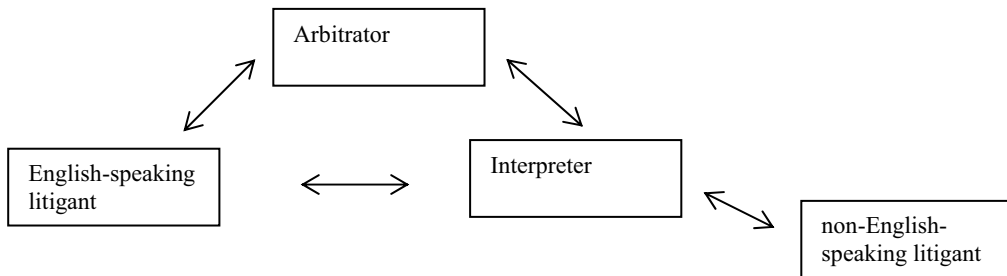 Arbitrator
English-speaking
litigant
Interpreter
non-English-
speaking litigant